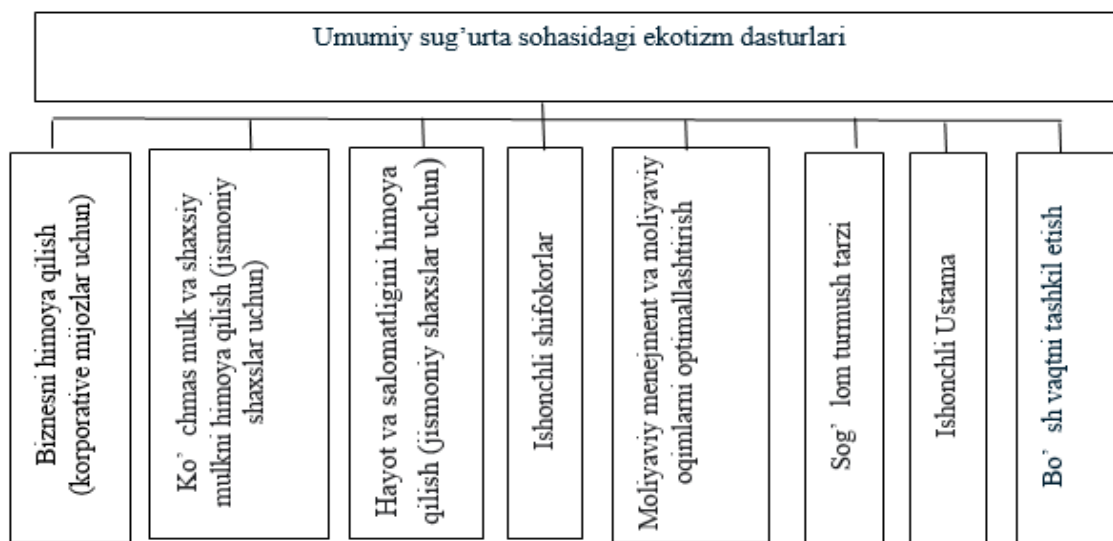 Umumiy sug’urta sohasidagi ekotizm dasturlari
Biznesni himoya qilish
(korporative mijozlar uchun)
Ko’ chmas mulk va shaxsiy
mulkni himoya qilish (jismoniy
shaxslar uchun)
Hayot va salomatligini himoya
qilish (jismoniy shaxslar uchun)
Ishonchli shifokorlar
Moliyaviy menejment va moliyaviy
oqimlarni optimallashtirish
Sog’ lom turmush tarzi
Ishonchli Ustama
Bo’ sh vaqtni tashkil etish